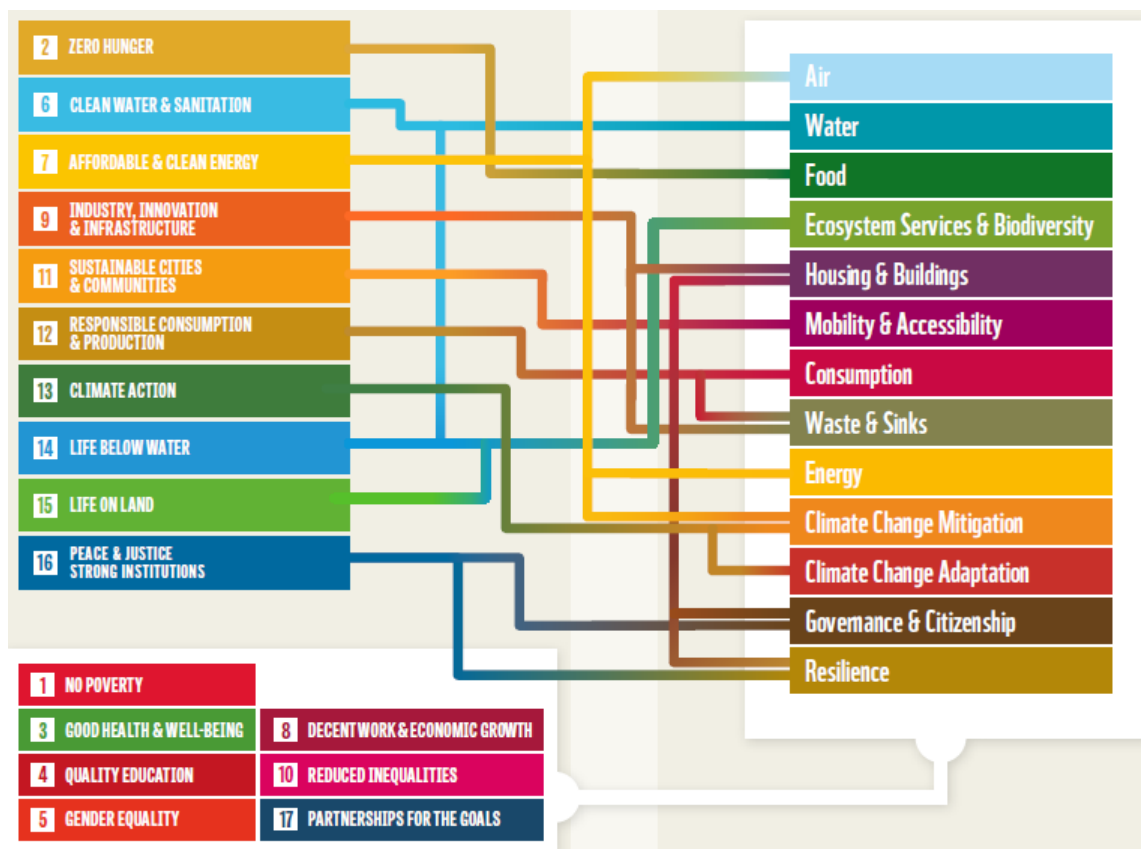 2 ZERO HUNGER
6 CLEAN WATER & SANITATION
7 AFFORDABLE & CLEAN ENERGY
9 INDUSTRY, INNOVATION
& INFRASTRUCTURE
11 SUSTAINABLE CITIES
& COMMUNITIES
12 RESPONSIBLE CONSUMPTION
& PRODUCTION
13 CLIMATE ACTION
14 LIFE BELOW WATER
15 LIFE ON LAND
16 PEACE & JUSTICE
STRONG INSTITUTIONS
Air
Water
Food
Ecosystem Services & Biodiversity
Housing & Buildings
Mobility & Accessibility
Consumption
Waste & Sinks
Energy
Climate Change Mitigation
Climate Change Adaptation
Governance & Citizenship
Resilience
1 NO POVERTY
3 GOOD HEALTH & WELL-BEING
4 QUALITY EDUCATION
5 GENDER EQUALITY
8 DECENT WORK & ECONOMIC GROWTH
10 REDUCED INEQUALITIES
17 PARTNERSHIPS FOR THE GOALS